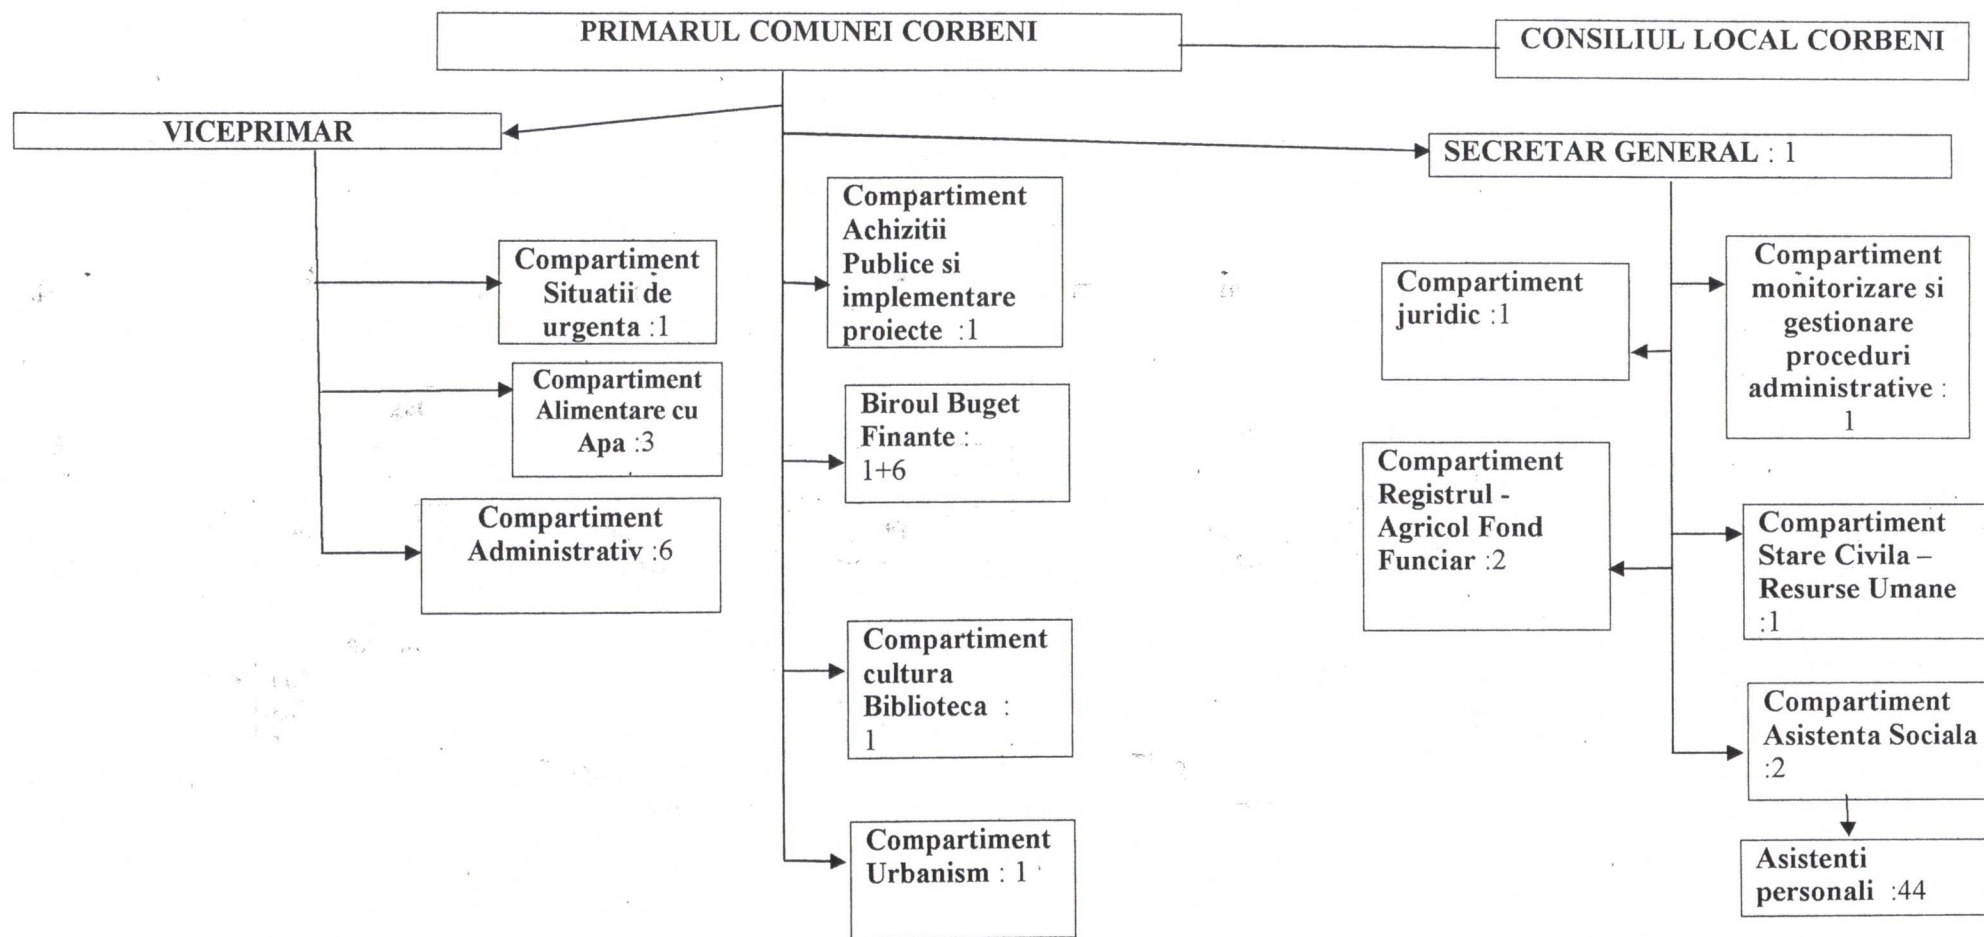 PRIMARUL COMUNEI CORBENI
CONSILIUL LOCAL CORBENI
VICEPRIMAR
SECRETAR GENERAL : 1
Compartiment
Situatii de
urgenta :1
Compartiment
Alimentare cu
Apa :3
Compartiment
Administrativ :6
Compartiment
Achizitii
Publice si
implementare
proiecte :1
Biroul Buget
Finante :
1+6
Compartiment
cultura
Biblioteca :
1
Compartiment
Urbanism : 1
Compartiment
juridic :1
Compartiment
Registrul -
Agricol Fond
Funciar :2
Compartiment
monitorizare si
gestionare
proceduri
administrative :
1
Compartiment
Stare Civila –
Resurse Umane
:1
Compartiment
Asistenta Sociala
:2
Asistenti
personali :44